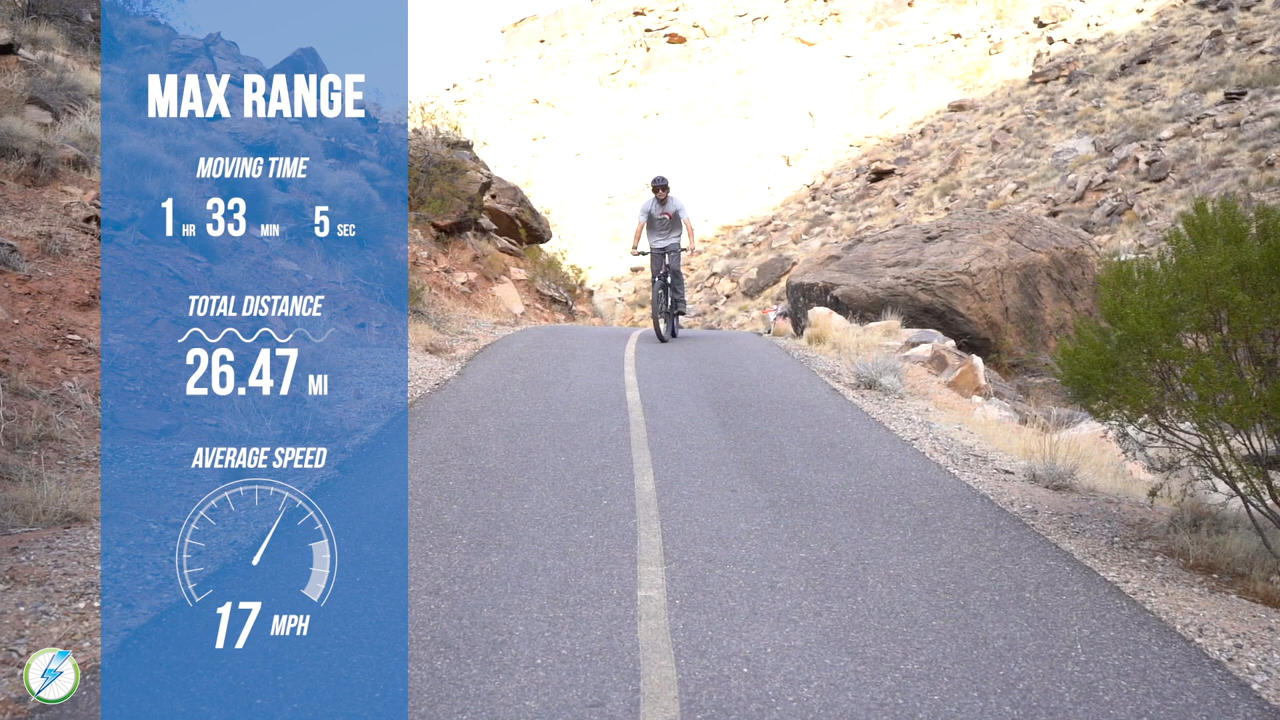 MAX RANGE
MOVING TIME
1 HR 33 MIN 5 SEC
TOTAL DISTANCE
26.47 MI
AVERAGE SPEED
17 MPH